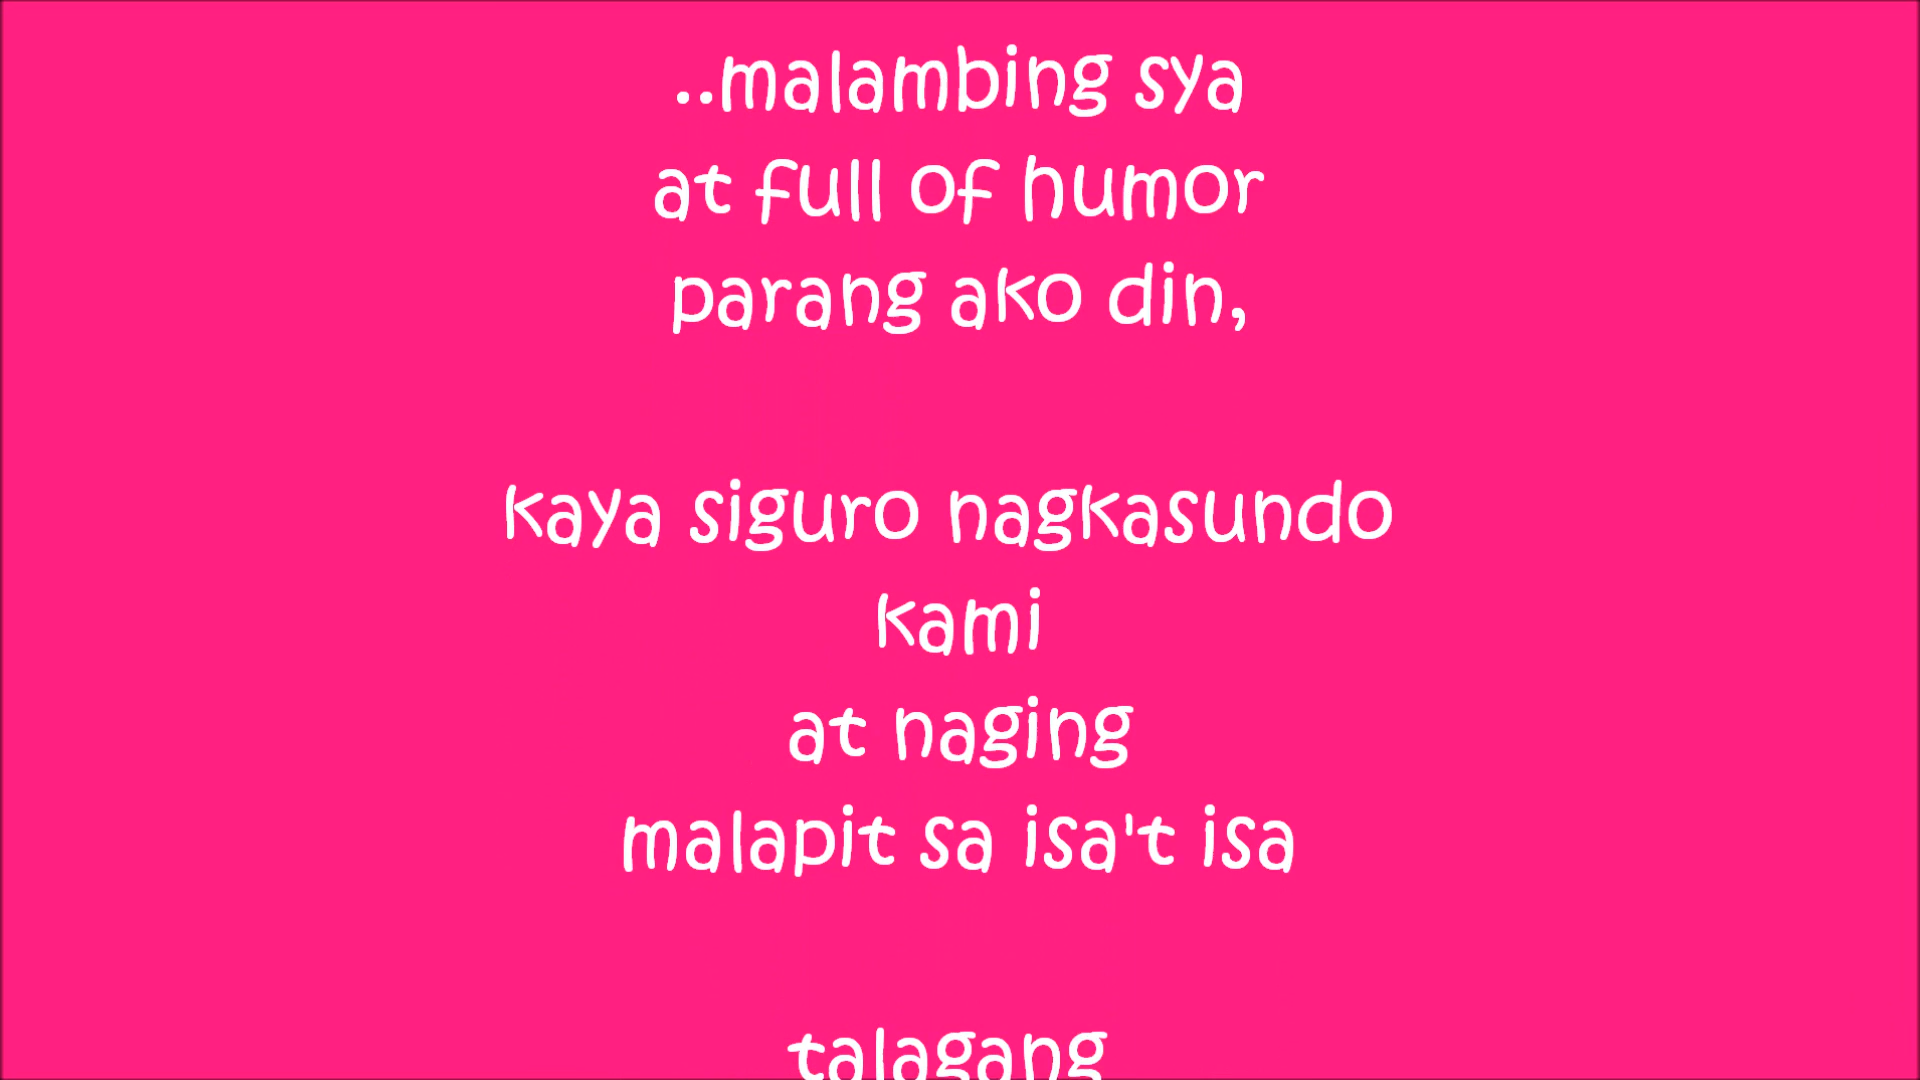 ..malambing sya
at full of humor
parang ako din,
kaya siguro nagkasundo
kami
at naging
malapit sa isa't isa
talagang